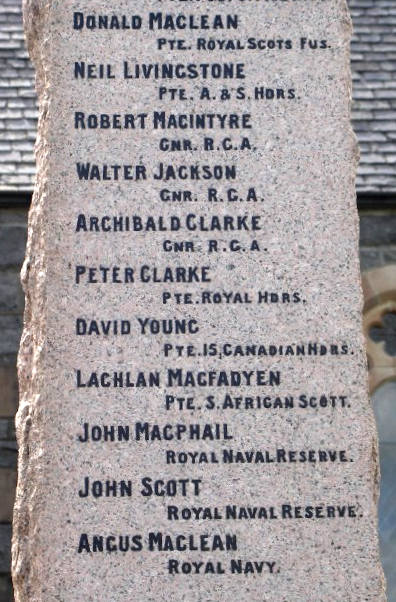 DONALD MACLEAN
PTE. ROYAL SCOTS FUS.
NEIL LIVINGSTONE
PTE. A. & S. HDRS.
ROBERT MACINTYRE
GNR. R.G.A.
WALTER JACKSON
GNR. R.G.A.
ARCHIBALD CLARKE
GNR. R.G.A.
PETER CLARKE
PTE. ROYAL HDRS.
DAVID YOUNG
PTE. 15, CANADIAN HDRS.
LACHLAN MACFADYEN
PTE. S. AFRICAN SCOTT.
JOHN MACPHAIL
ROYAL NAVAL RESERVE.
JOHN SCOTT
ROYAL NAVAL RESERVE.
ANGUS MACLEAN
ROYAL NAVY.